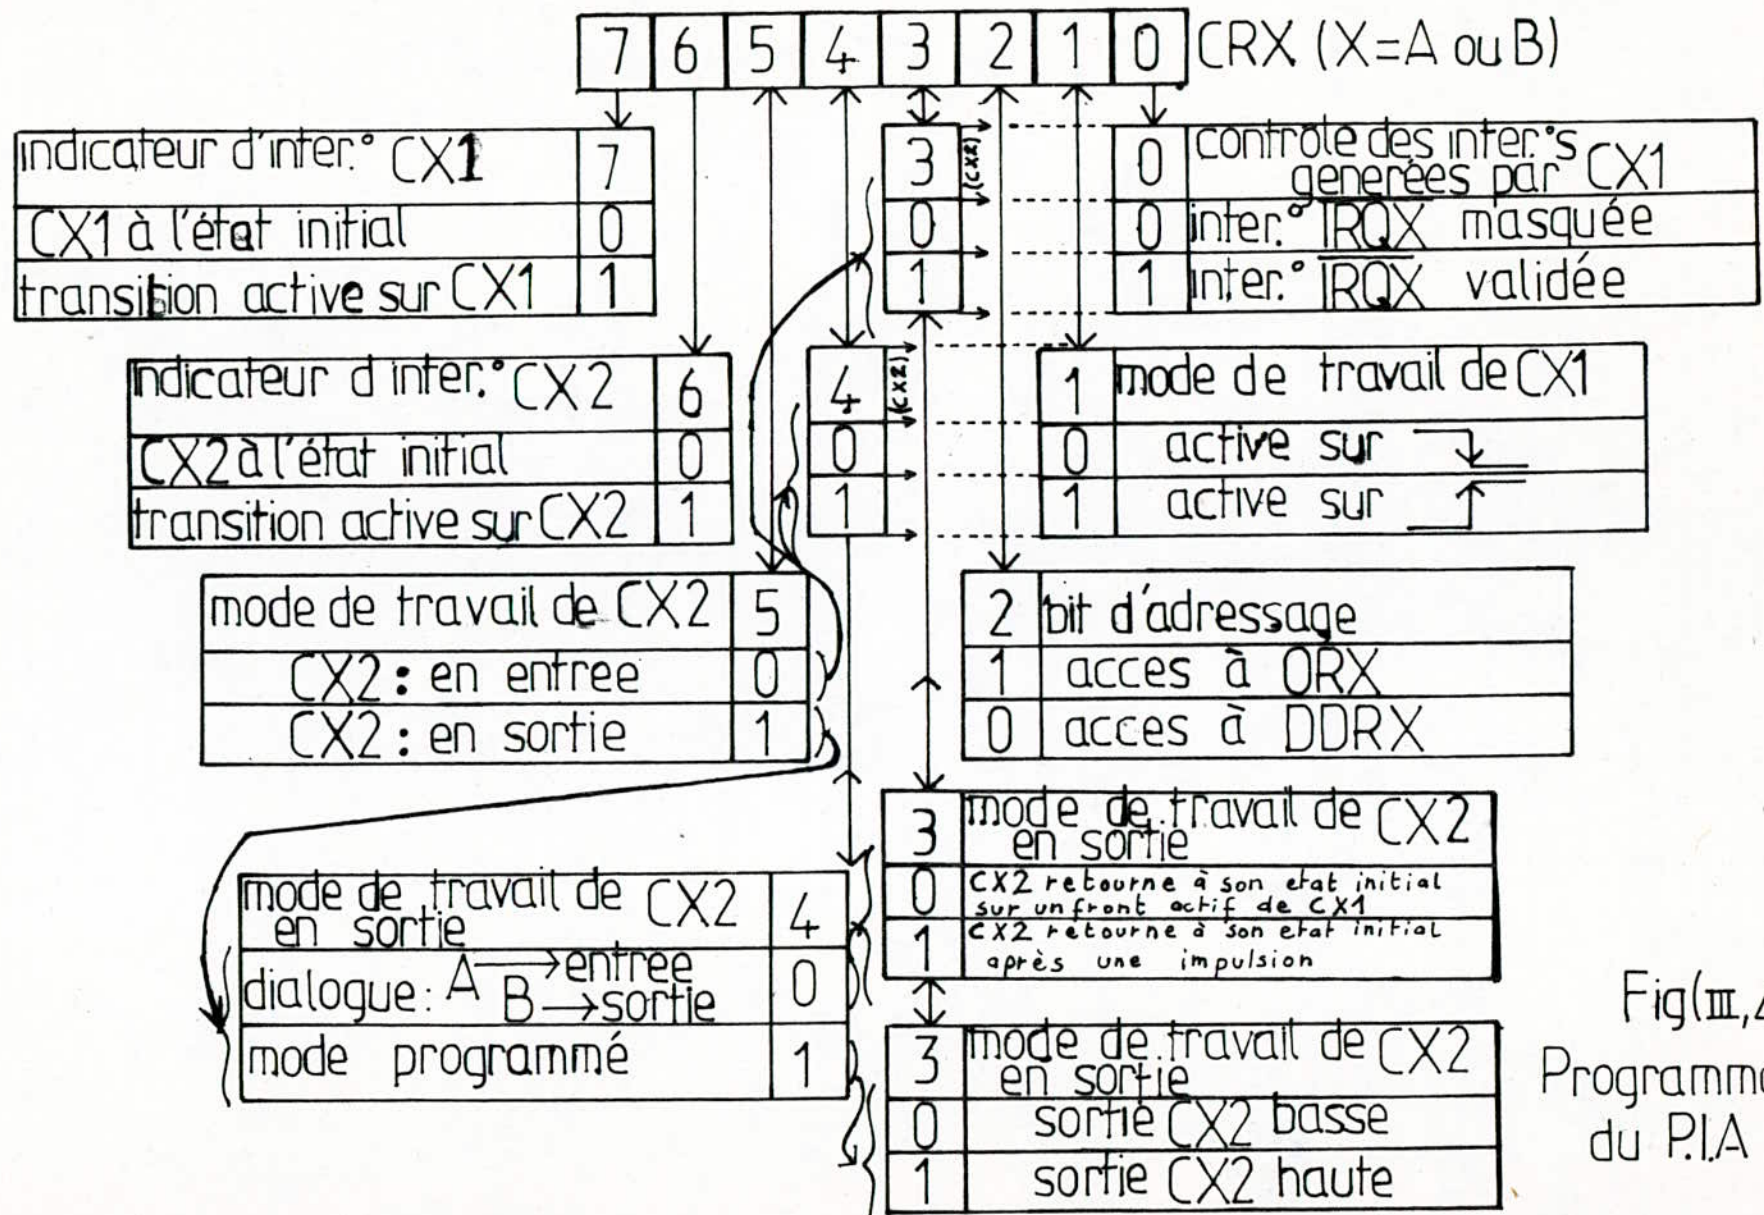 7 6 5 4 3 2 1 0 CRX (X=A ou B)
indicateur d'inter.° CX1 7
CX1 à l'état initial 0
transition active sur CX1 1
3 (CX2)
0
1
0 contrôle des inter.°s
generées par CX1
0 inter.° IRQX masquée
1 inter.° IRQX validée
indicateur d'inter.° CX2 6
CX2 à l'état initial 0
transition active sur CX2 1
4 (CX2)
0
1
1 mode de travail de CX1
0 active sur
1 active sur
mode de travail de CX2 5
CX2 : en entree 0
CX2 : en sortie 1
2 bit d'adressage
1 acces à ORX
0 acces à DDRX
mode de travail de CX2 4
en sortie
dialogue: A → entree 0
B → sortie
mode programmé 1
3 mode de travail de CX2
en sortie
0 CX2 retourne à son etat initial
sur un front actif de CX1
1 CX2 retourne à son etat initial
après une impulsion
3 mode de travail de CX2
en sortie
0 sortie CX2 basse
1 sortie CX2 haute
Fig(III,
Programm
du P.I.A